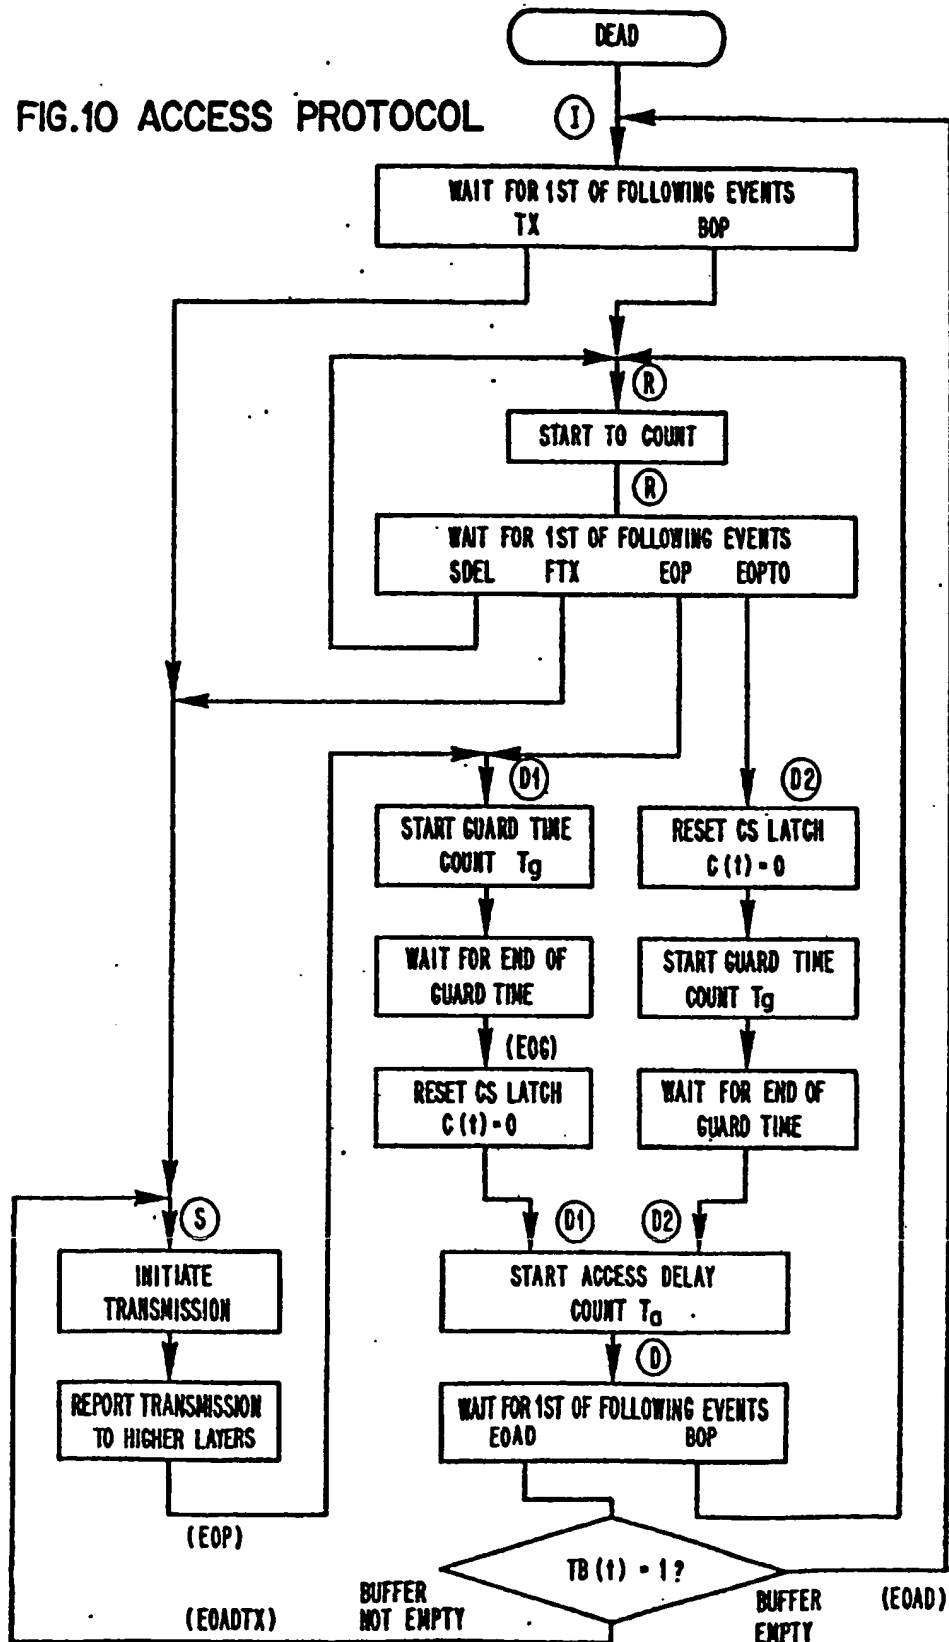 DEAD
FIG.10 ACCESS PROTOCOL
I
WAIT FOR 1ST OF FOLLOWING EVENTS
TX BOP
R
START TO COUNT
R
WAIT FOR 1ST OF FOLLOWING EVENTS
SDEL FTX EOP EOPTO
D1
D2
START GUARD TIME
COUNT Tg
RESET CS LATCH
C(t)=0
WAIT FOR END OF
GUARD TIME
START GUARD TIME
COUNT Tg
(EOG)
RESET CS LATCH
C(t)=0
WAIT FOR END OF
GUARD TIME
S
D1
D2
INITIATE
TRANSMISSION
START ACCESS DELAY
COUNT Ta
D
REPORT TRANSMISSION
TO HIGHER LAYERS
WAIT FOR 1ST OF FOLLOWING EVENTS
EOAD BOP
(EOP)
TB(t)=1?
(EOADTX)
BUFFER
NOT EMPTY
BUFFER
EMPTY
(EOAD)